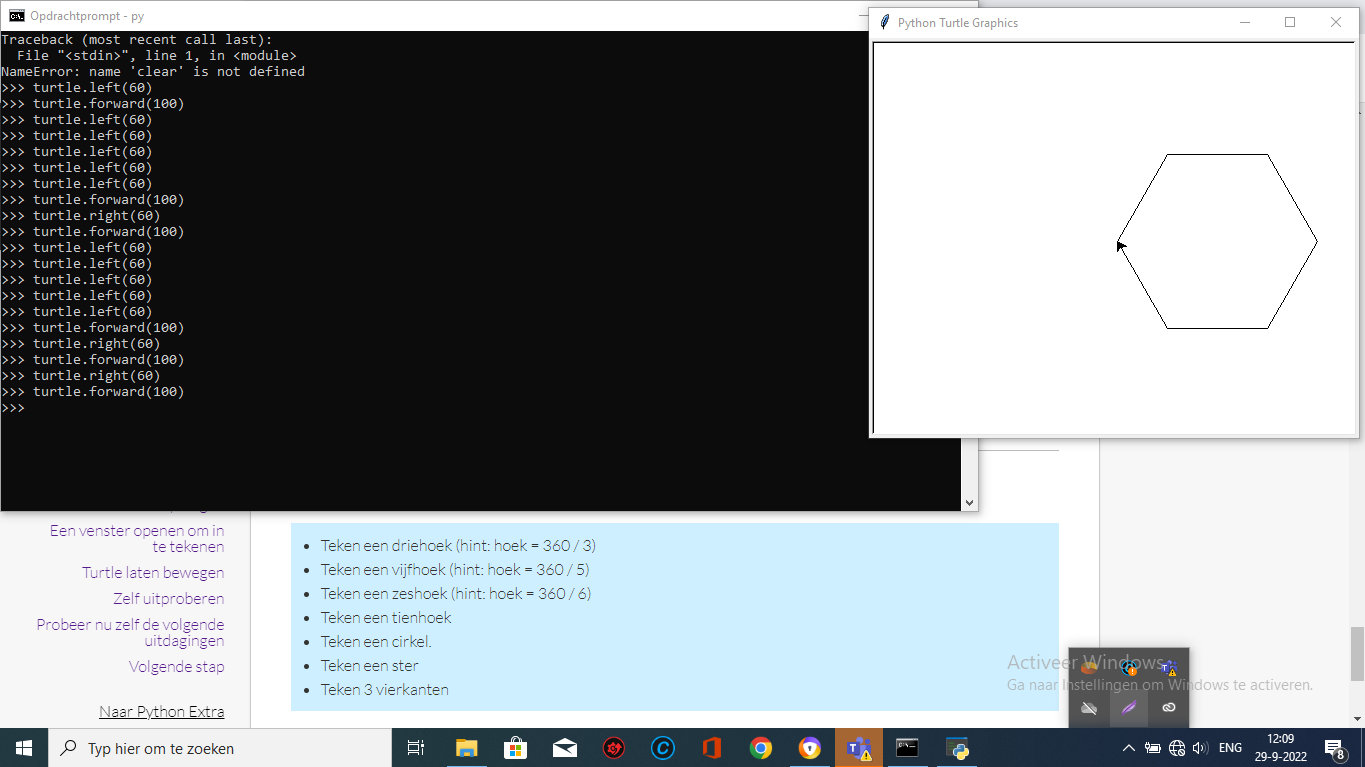 Opdrachtprompt - py
Traceback (most recent call last):
  File "<stdin>", line 1, in <module>
NameError: name 'clear' is not defined
>>> turtle.left(60)
>>> turtle.forward(100)
>>> turtle.left(60)
>>> turtle.left(60)
>>> turtle.left(60)
>>> turtle.left(60)
>>> turtle.left(60)
>>> turtle.forward(100)
>>> turtle.right(60)
>>> turtle.forward(100)
>>> turtle.left(60)
>>> turtle.left(60)
>>> turtle.left(60)
>>> turtle.left(60)
>>> turtle.left(60)
>>> turtle.forward(100)
>>> turtle.right(60)
>>> turtle.forward(100)
>>> turtle.right(60)
>>> turtle.forward(100)
>>>
Python Turtle Graphics
Een venster openen om in
te tekenen
Turtle laten bewegen
Zelf uitproberen
Probeer nu zelf de volgende
uitdagingen
Volgende stap
Naar Python Extra
Teken een driehoek (hint: hoek = 360 / 3)
Teken een vijfhoek (hint: hoek = 360 / 5)
Teken een zeshoek (hint: hoek = 360 / 6)
Teken een tienhoek
Teken een cirkel.
Teken een ster
Teken 3 vierkanten
Activeer Windows
Ga naar Instellingen om Windows te activeren.
Typ hier om te zoeken
ENG
12:09
29-9-2022
8